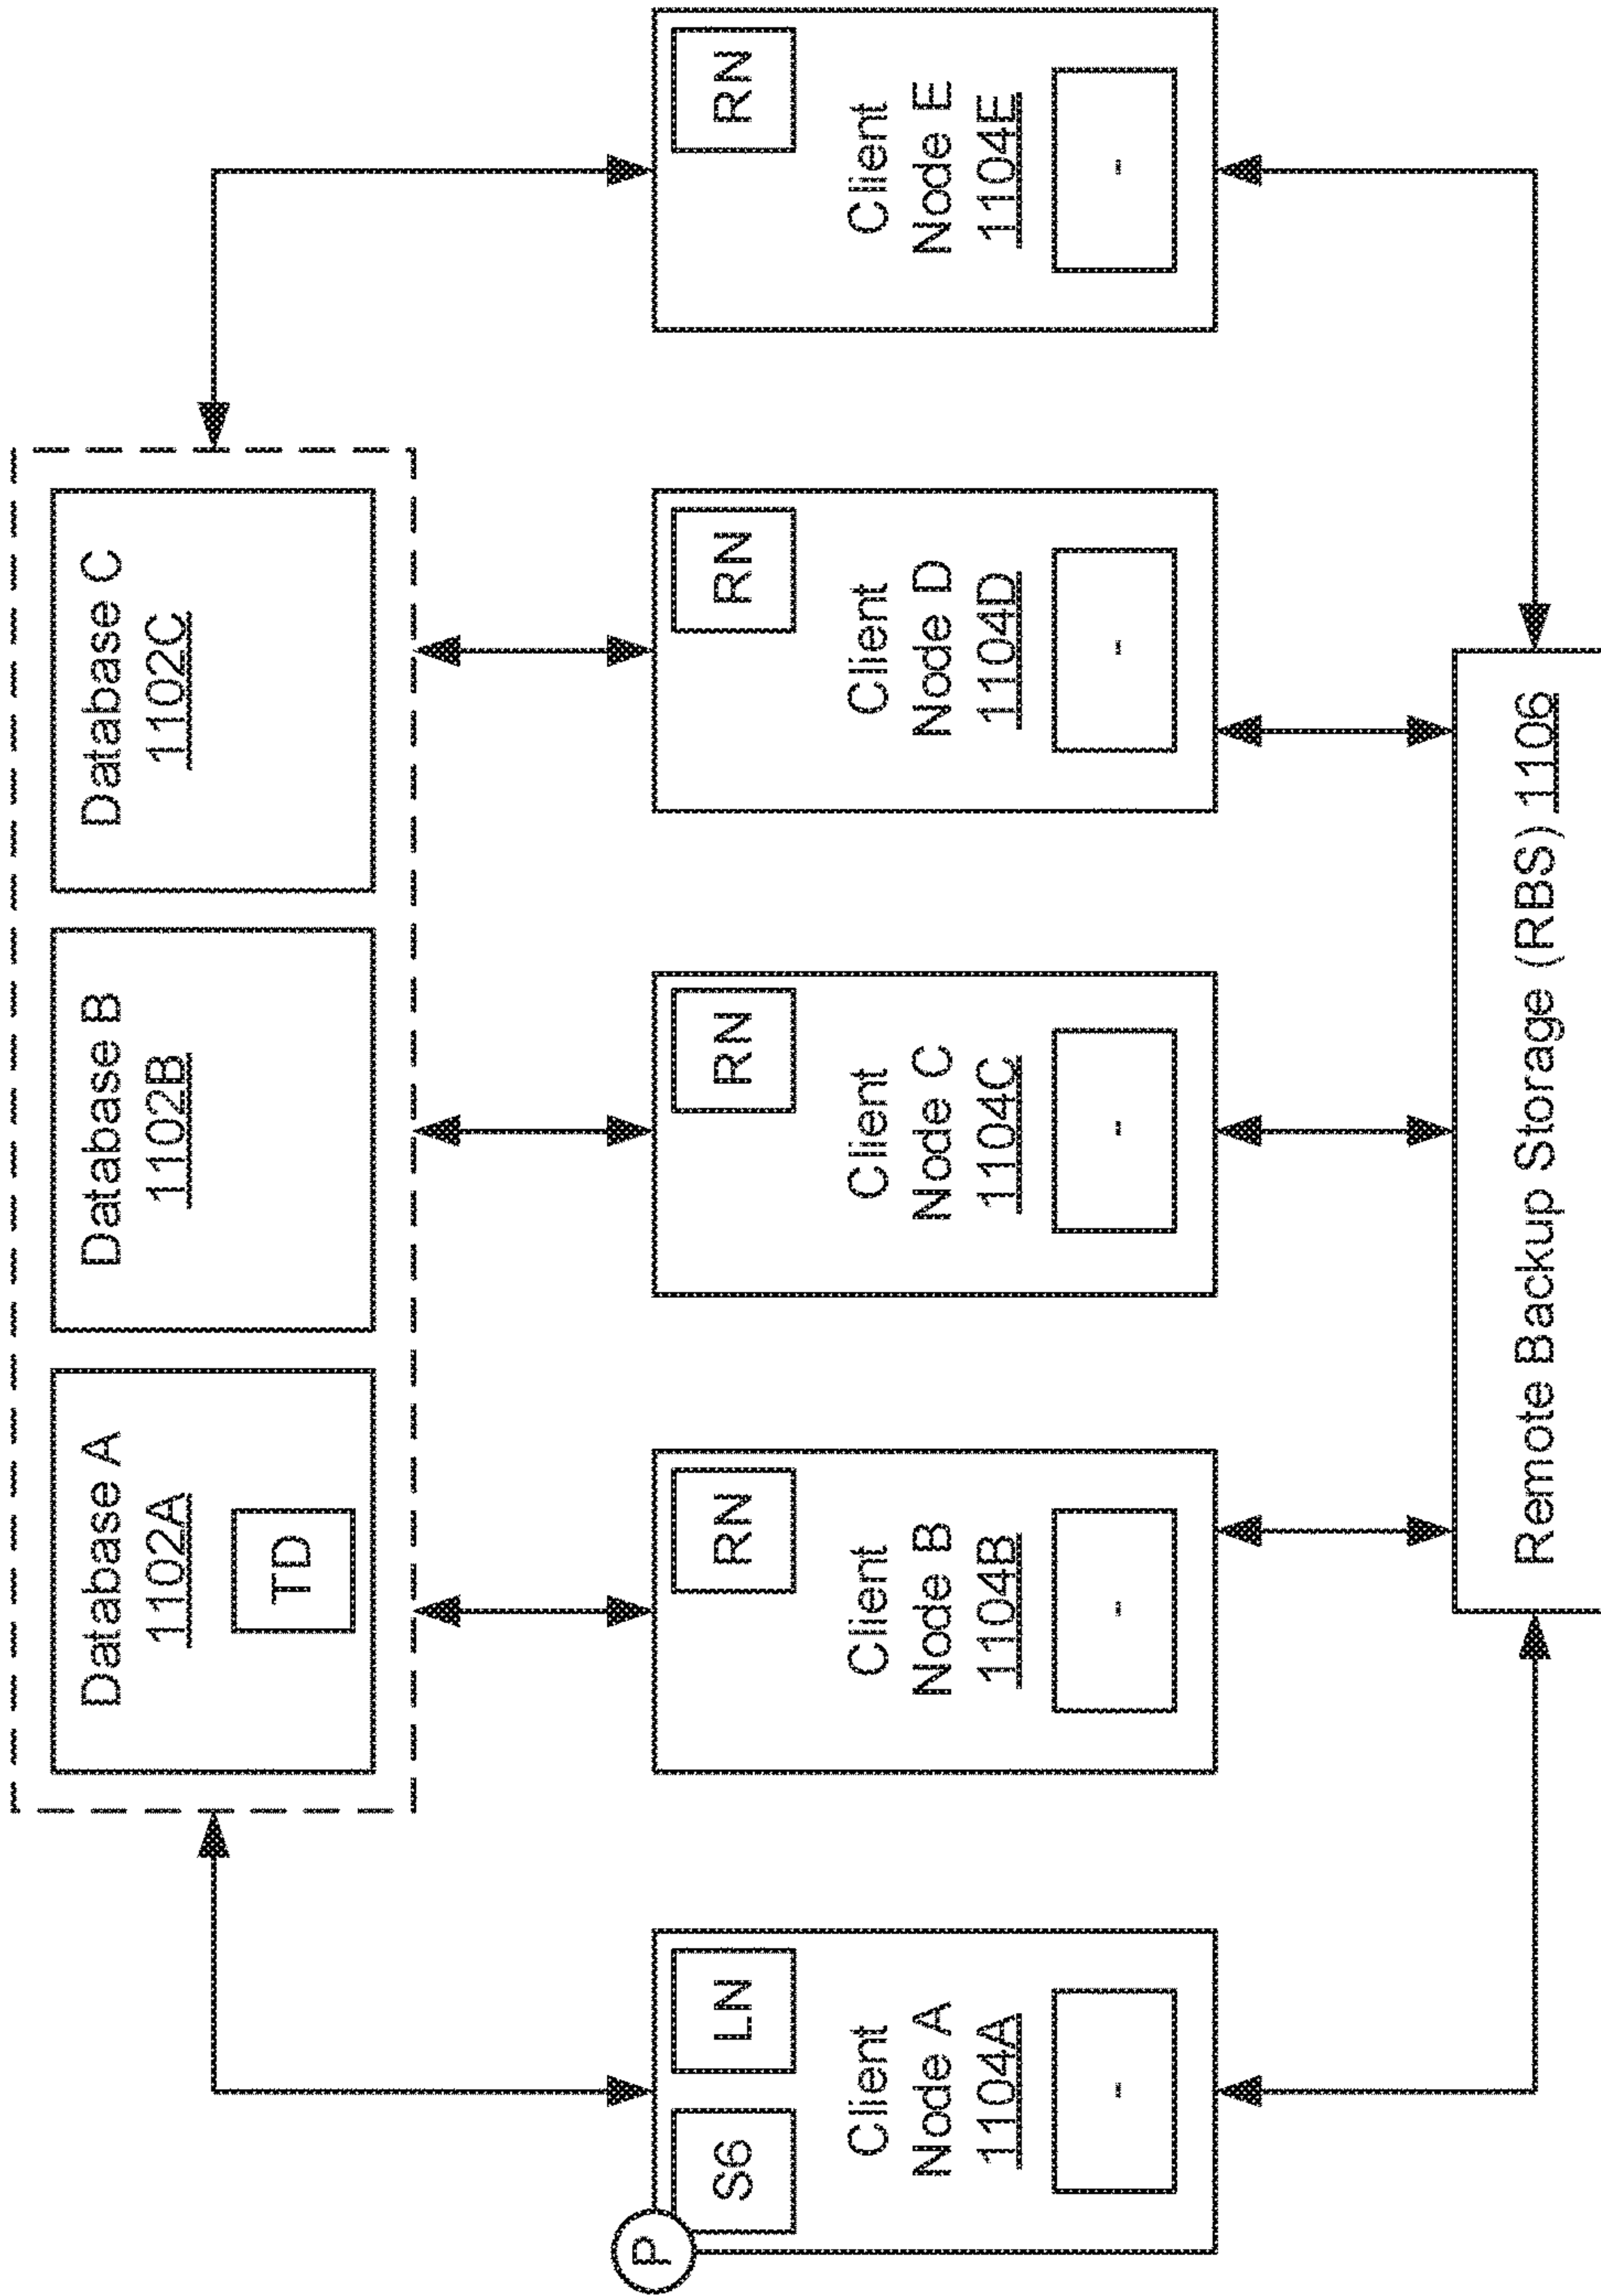 Database A
1102A
TD
Database B
1102B
Database C
1102C
P
S6
LN
Client
Node A
1104A
-
RN
Client
Node B
1104B
-
RN
Client
Node C
1104C
-
RN
Client
Node D
1104D
-
RN
Client
Node E
1104E
-
Remote Backup Storage (RBS) 1106